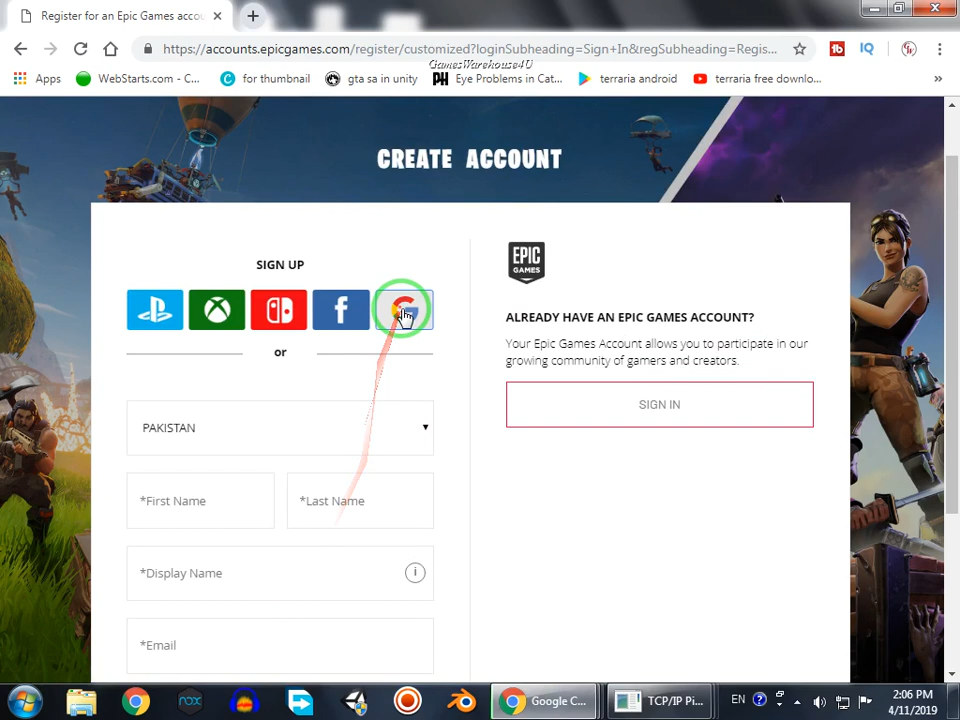 Register for an Epic Games accou
https://accounts.epicgames.com/register/customized?loginSubheading=Sign+In&regSubheading=Regis...
GamesWarehouse4U
Apps
WebStarts.com - C...
for thumbnail
gta sa in unity
PH
Eye Problems in Cat...
terraria android
terraria free downlo...
»
IQ
CREATE ACCOUNT
SIGN UP
or
PAKISTAN
*First Name
*Last Name
*Display Name
i
*Email
EPIC
GAMES
ALREADY HAVE AN EPIC GAMES ACCOUNT?
Your Epic Games Account allows you to participate in our
growing community of gamers and creators.
SIGN IN
nox
Google C...
TCP/IP Pi...
EN
2:06 PM
4/11/2019